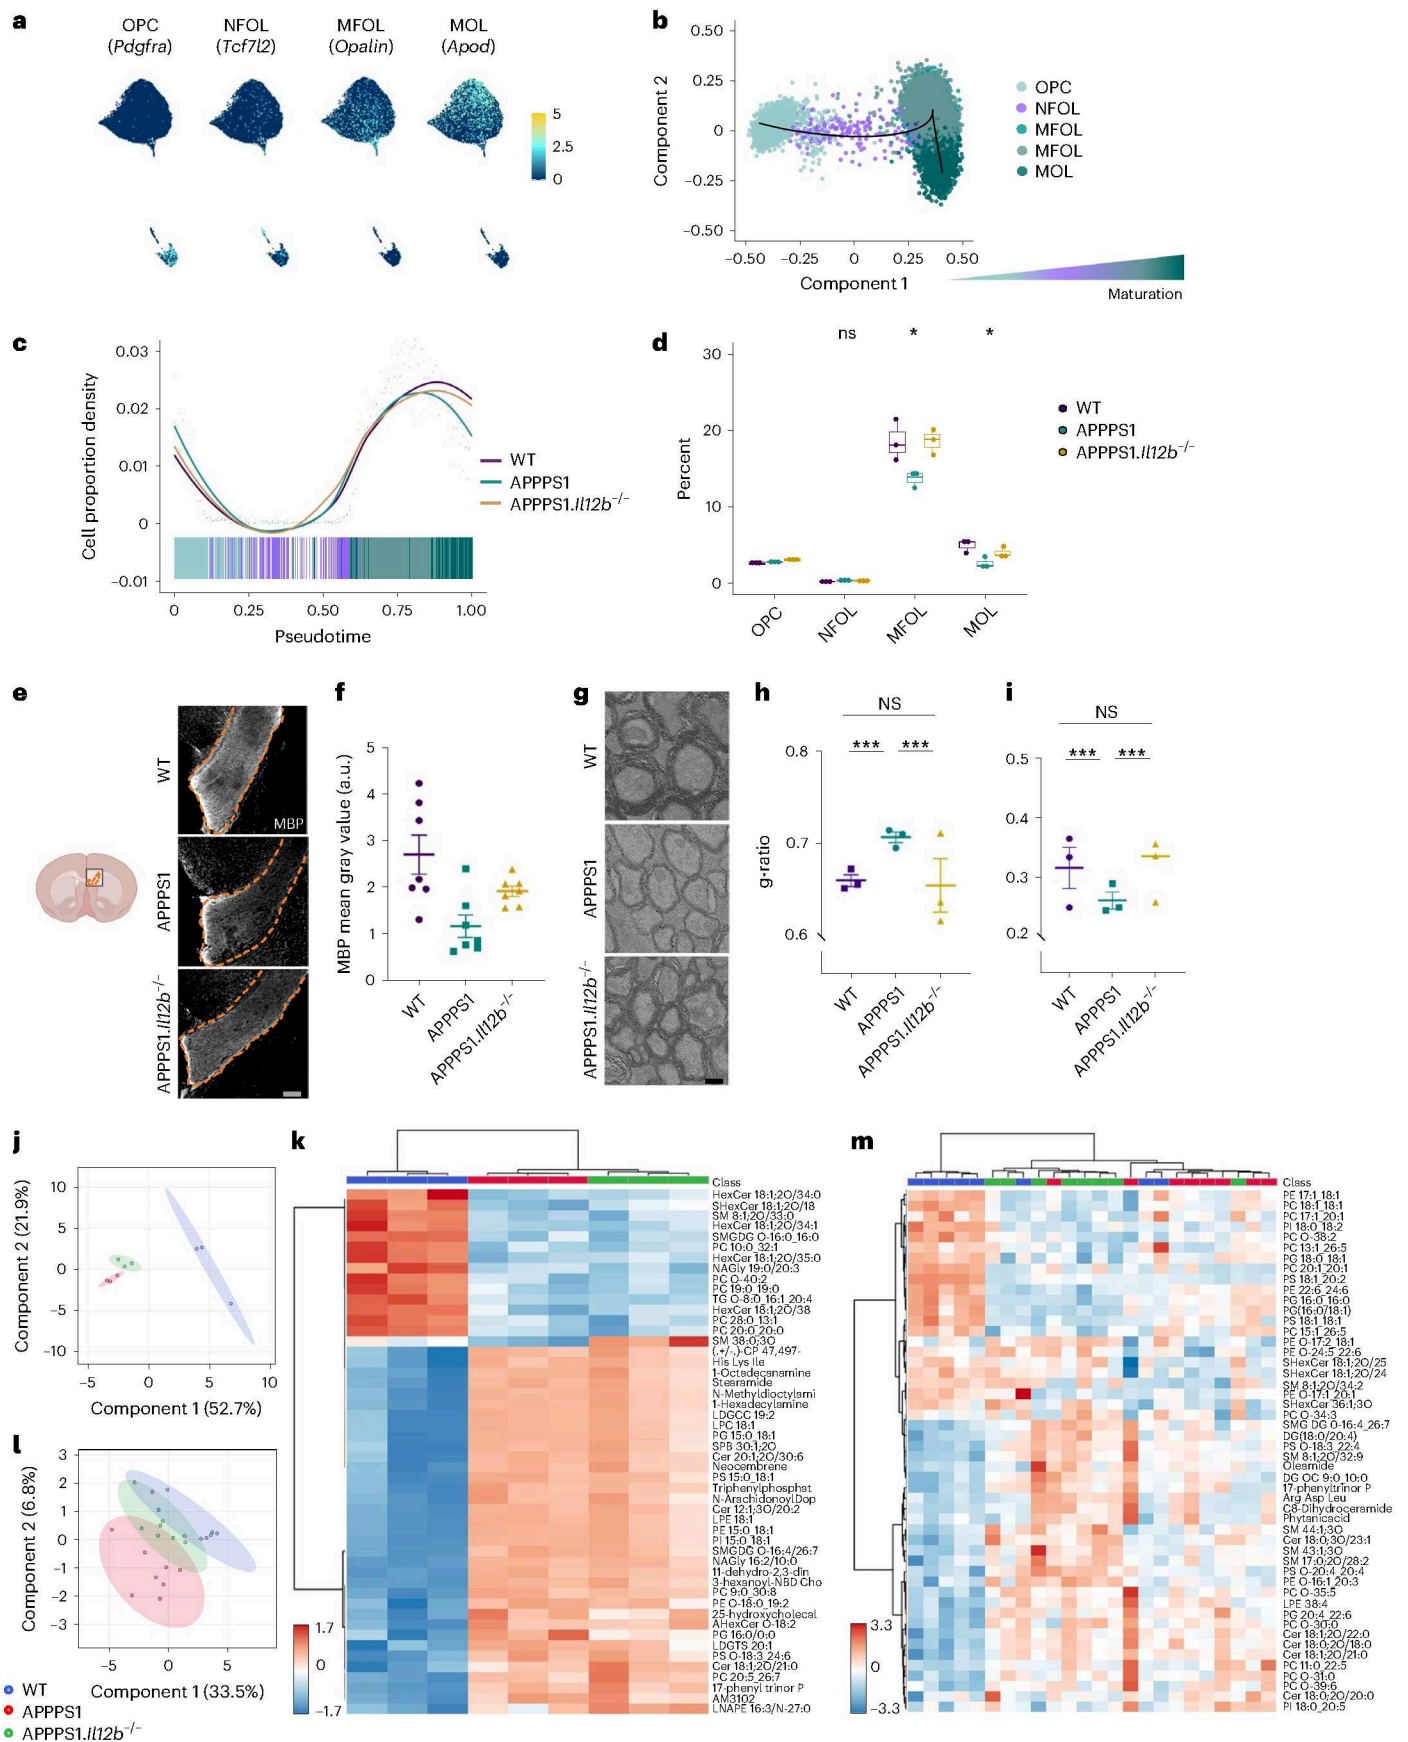 a
OPC
(Pdgfra)
NFOL
(Tcf7l2)
MFOL
(Opalin)
MOL
(Apod)
5
2.5
0
b
Component 2
0.50
0.25
0
−0.25
−0.50
−0.50
−0.25
0
0.25
0.50
Component 1
OPC
NFOL
MFOL
MFOL
MOL
Maturation
c
Cell proportion density
0.03
0.02
0.01
0
−0.01
0
0.25
0.50
0.75
1.00
Pseudotime
WT
APPPS1
APPPS1.Il12b−/−
d
ns
*
*
Percent
30
20
10
0
OPC
NFOL
MFOL
MOL
WT
APPPS1
APPPS1.Il12b−/−
e
WT
MBP
APPPS1
APPPS1.Il12b−/−
f
MBP mean gray value (a.u.)
5
4
3
2
1
0
WT
APPPS1
APPPS1.Il12b−/−
g
WT
APPPS1
APPPS1.Il12b−/−
h
NS
***
***
g-ratio
0.8
0.7
0.6
WT
APPPS1
APPPS1.Il12b−/−
i
NS
***
***
0.5
0.4
0.3
0.2
WT
APPPS1
APPPS1.Il12b−/−
j
Component 2 (21.9%)
10
5
0
−5
−10
−5
0
5
10
Component 1 (52.7%)
k
Class
HexCer 18:1;2O/34:0
SHexCer 18:1;2O/18
SM 8:1;2O/33:0
HexCer 18:1;2O/34:1
SMGDG O-16:0_16:0
PC 10:0_32:1
HexCer 18:1;2O/35:0
NAGly 19:0/20:3
PC O-40:2
PC 19:0_19:0
TG O-8:0_16:1_20:4
HexCer 18:1;2O/38
PC 28:0_13:1
PC 20:0_20:0
SM 38:0;3O
(.+/-.)-CP 47,497-
His Lys Ile
1-Octadecanamine
Stearamide
N-Methyldioctylami
1-Hexadecylamine
LDGCC 19:2
LPC 18:1
PG 15:0_18:1
SPB 30:1;2O
Cer 20:1;2O/30:6
Neocembrene
PS 15:0_18:1
Triphenylphosphat
N-ArachidonoylDop
Cer 12:1;3O/20:2
LPE 18:1
PE 15:0_18:1
PI 15:0_18:1
SMGDG O-16:4/26:7
NAGly 16:2/10:0
11-dehydro-2,3-din
3-hexanoyl-NBD Cho
PC 9:0_30:8
PE O-18:0_19:2
25-hydroxycholecal
AHexCer O-18:2
PG 16:0/0:0
LDGTS 20:1
PS O-18:3_24:6
Cer 18:1;2O/21:0
PC 20:5_26:7
17-phenyl trinor P
AM3102
LNAPE 16:3/N-27:0
1.7
0
−1.7
l
Component 2 (6.8%)
3
2
1
0
−1
−2
−3
−5
0
5
Component 1 (33.5%)
WT
APPPS1
APPPS1.Il12b−/−
m
Class
PE 17:1_18:1
PC 18:1_18:1
PC 17:1_20:1
PI 18:0_18:2
PC O-38:2
PC 13:1_26:5
PG 18:0_18:1
PC 20:1_20:1
PS 18:1_20:2
PE 22:6_24:6
PG 16:0_16:0
PG(16:0/18:1)
PS 18:1_18:1
PC 15:1_26:5
PE O-17:2_18:1
PE O-24:5_22:6
SHexCer 18:1;2O/25
SHexCer 18:1;2O/24
SM 8:1;2O/34:2
PE O-17:1_20:1
SHexCer 36:1;3O
PC O-34:3
SMG DG O-16:4_26:7
DG(18:0/20:4)
PS O-18:3_22:4
SM 8:1;2O/32:9
Oleamide
DG OC 9:0_10:0
17-phenyltrinor P
Arg Asp Leu
C8-Dihydroceramide
Phytanicacid
SM 44:1;3O
Cer 18:0;3O/23:1
SM 43:1;3O
SM 17:0;2O/28:2
PS O-20:4_20:4
PE O-16:1_20:3
PC O-35:5
LPE 38:4
PG 20:4_22:6
PC O-30:0
Cer 18:1;2O/22:0
Cer 18:0;2O/18:0
Cer 18:1;2O/21:0
PC 11:0_22:5
PC O-31:0
PC O-39:6
Cer 18:0;2O/20:0
PI 18:0_20:5
3.3
0
−3.3